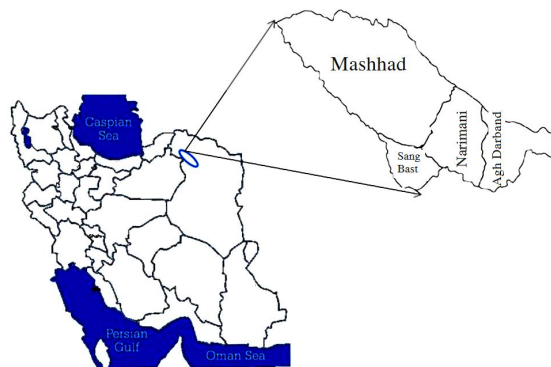 Mashhad
Caspian
Sea
Narimani
Agh Darband
Sang
Bast
Persian
Gulf
Oman Sea